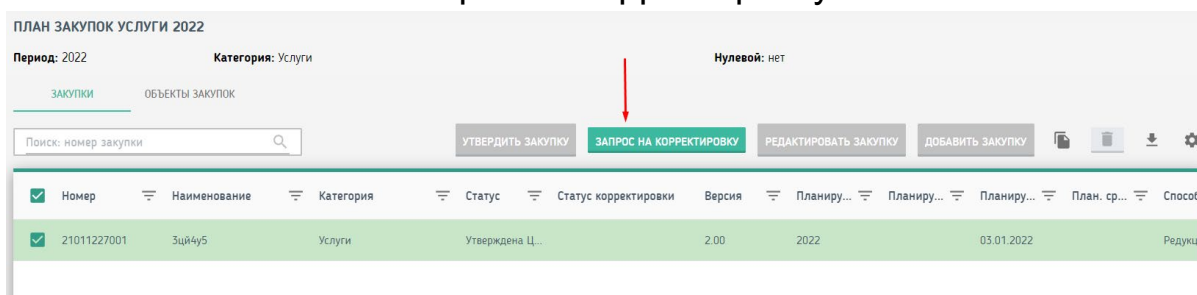 ПЛАН ЗАКУПОК УСЛУГИ 2022
Период: 2022 Категория: Услуги Нулевой: нет
ЗАКУПКИ ОБЪЕКТЫ ЗАКУПОК
Поиск: номер закупки УТВЕРДИТЬ ЗАКУПКУ ЗАПРОС НА КОРРЕКТИРОВКУ РЕДАКТИРОВАТЬ ЗАКУПКУ ДОБАВИТЬ ЗАКУПКУ
Номер Наименование Категория Статус Статус корректировки Версия Планиру... Планиру... Планиру... План. ср... Способ
21011227001 3цй4у5 Услуги Утверждена Ц... 2.00 2022 03.01.2022 Редукц